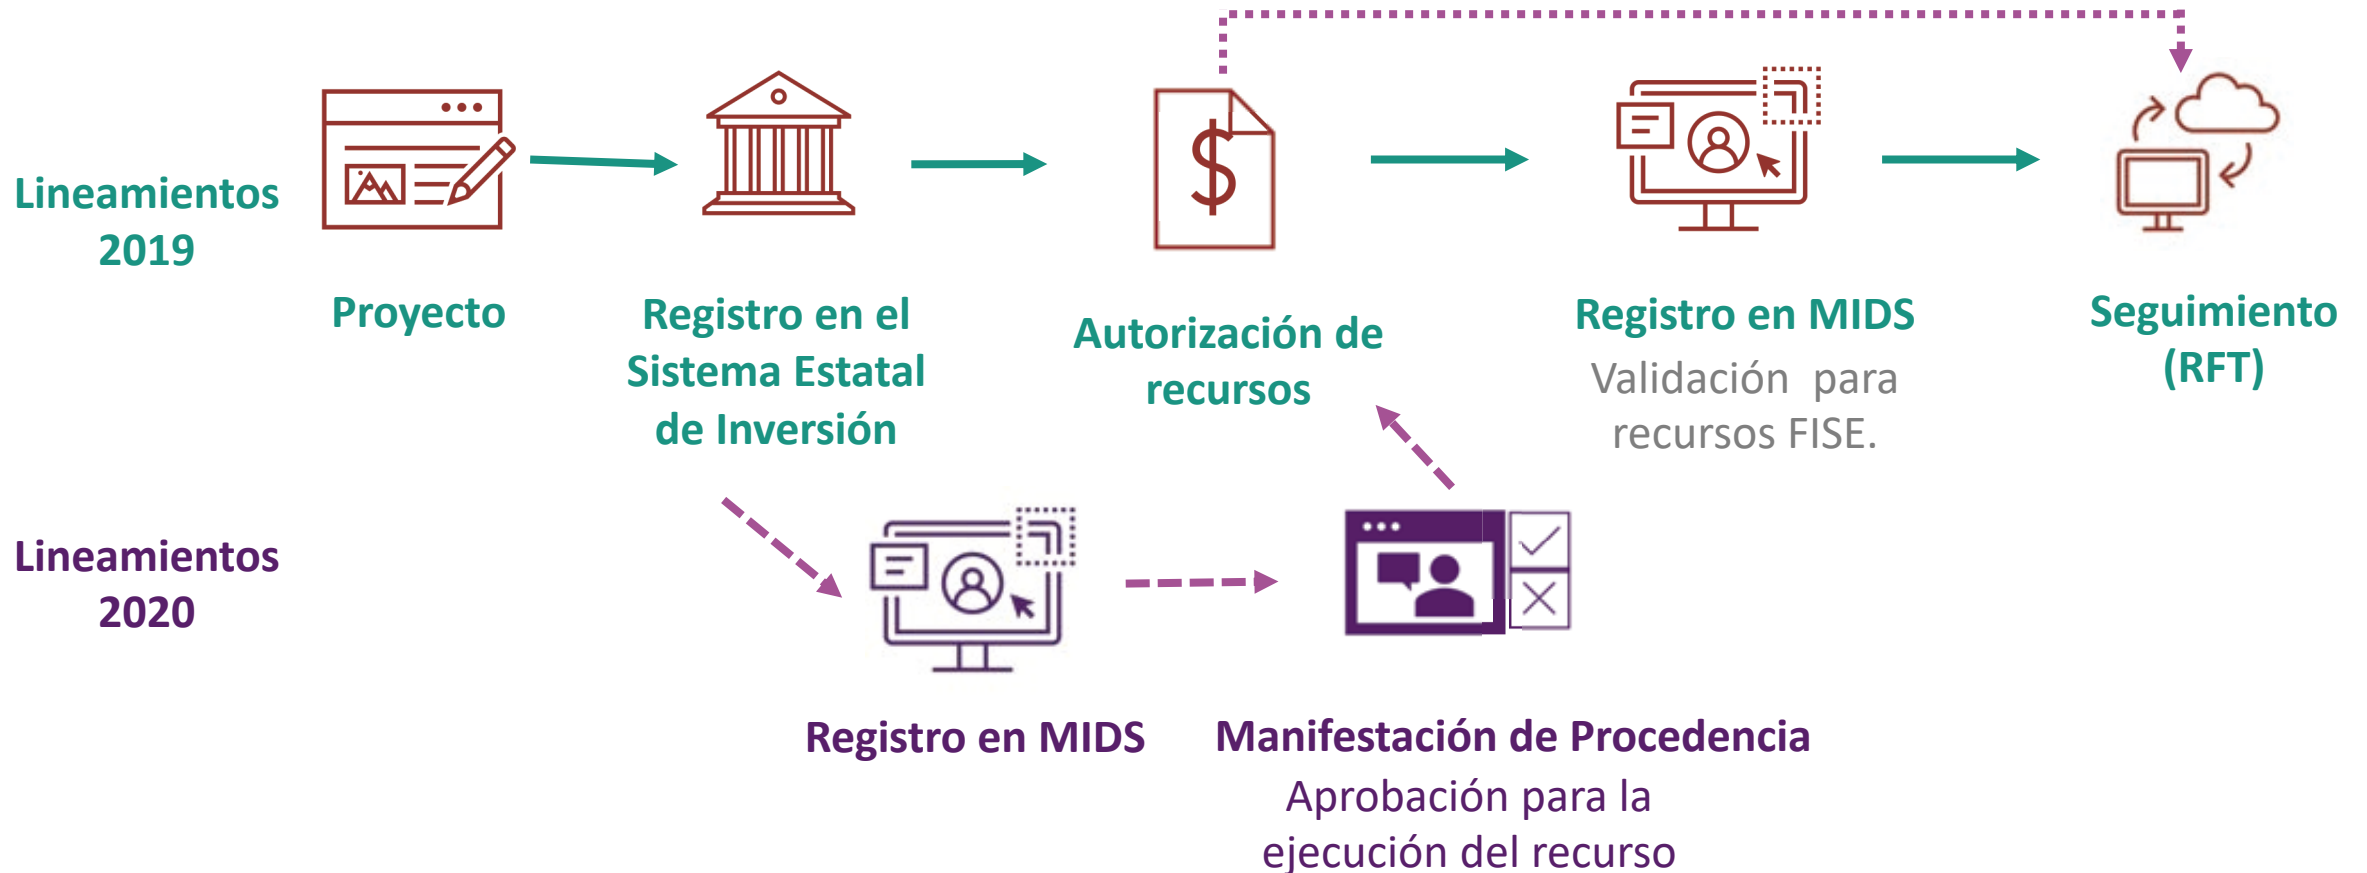 Lineamientos
2019
Proyecto
Registro en el
Sistema Estatal
de Inversión
$
Autorización de
recursos
Registro en MIDS
Validación para
recursos FISE.
Seguimiento
(RFT)
Lineamientos
2020
Registro en MIDS
Manifestación de Procedencia
Aprobación para la
ejecución del recurso